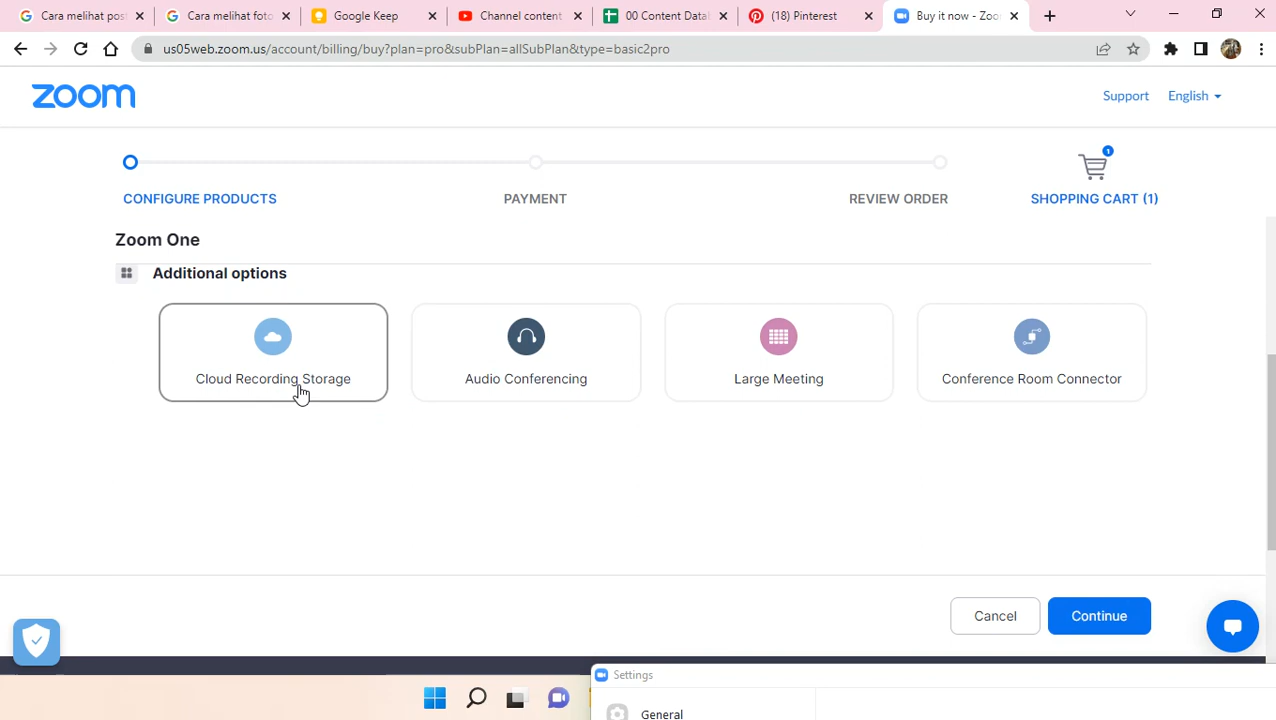 Cara melihat post
Cara melihat foto
Google Keep
Channel content
00 Content Datab
(18) Pinterest
Buy it now - Zoo
us05web.zoom.us/account/billing/buy?plan=pro&subPlan=allSubPlan&type=basic2pro
zoom
Support
English
1
CONFIGURE PRODUCTS
PAYMENT
REVIEW ORDER
SHOPPING CART (1)
Zoom One
Additional options
Cloud Recording Storage
Audio Conferencing
Large Meeting
Conference Room Connector
Cancel
Continue
Settings
General